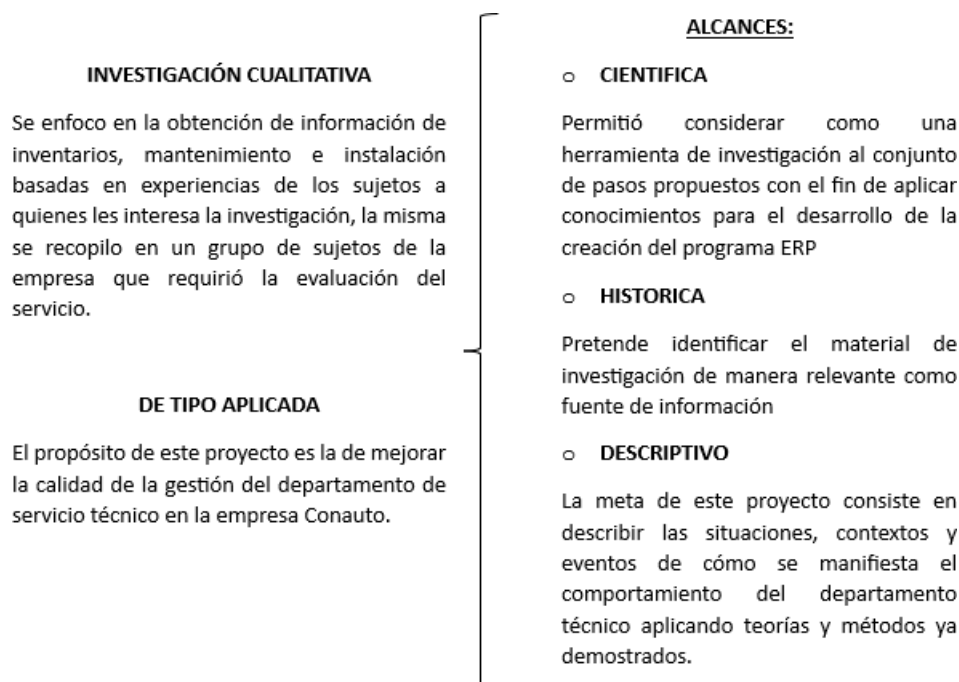 INVESTIGACIÓN CUALITATIVA
Se enfoco en la obtención de información de
inventarios, mantenimiento e instalación
basadas en experiencias de los sujetos a
quienes les interesa la investigación, la misma
se recopilo en un grupo de sujetos de la
empresa que requirió la evaluación del
servicio.
DE TIPO APLICADA
El propósito de este proyecto es la de mejorar
la calidad de la gestión del departamento de
servicio técnico en la empresa Conauto.
ALCANCES:
o CIENTIFICA
Permitió considerar como una
herramienta de investigación al conjunto
de pasos propuestos con el fin de aplicar
conocimientos para el desarrollo de la
creación del programa ERP
o HISTORICA
Pretende identificar el material de
investigación de manera relevante como
fuente de información
o DESCRIPTIVO
La meta de este proyecto consiste en
describir las situaciones, contextos y
eventos de cómo se manifiesta el
comportamiento del departamento
técnico aplicando teorías y métodos ya
demostrados.